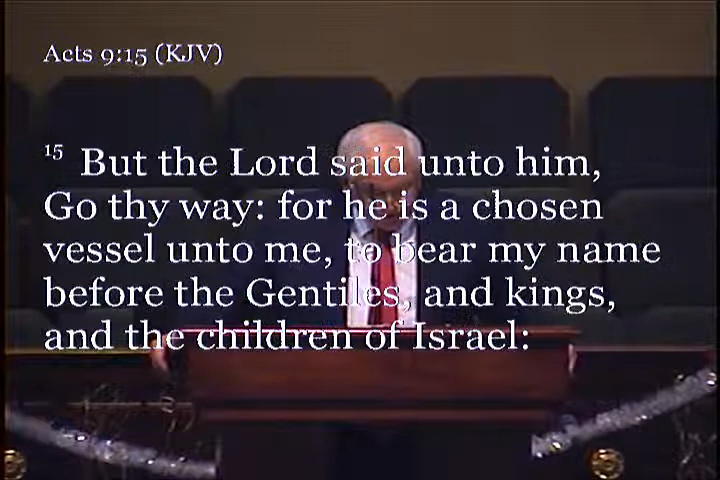 Acts 9:15 (KJV)
15 But the Lord said unto him,
Go thy way: for he is a chosen
vessel unto me, to bear my name
before the Gentiles, and kings,
and the children of Israel: